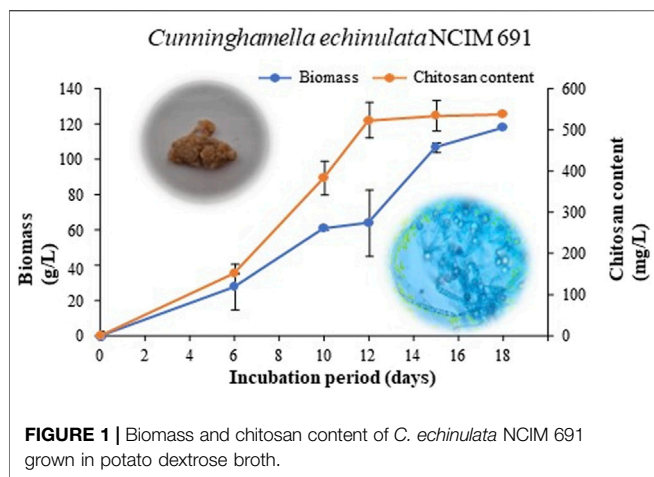 Cunninghamella echinulata NCIM 691
Biomass
Chitosan content
140
120
100
80
60
40
20
0
Biomass
g/L
600
500
400
300
200
100
0
Chitosan content
(mg/L)
0 2 4 6 8 10 12 14 16 18
Incubation period (days)
FIGURE 1 | Biomass and chitosan content of C. echinulata NCIM 691
grown in potato dextrose broth.